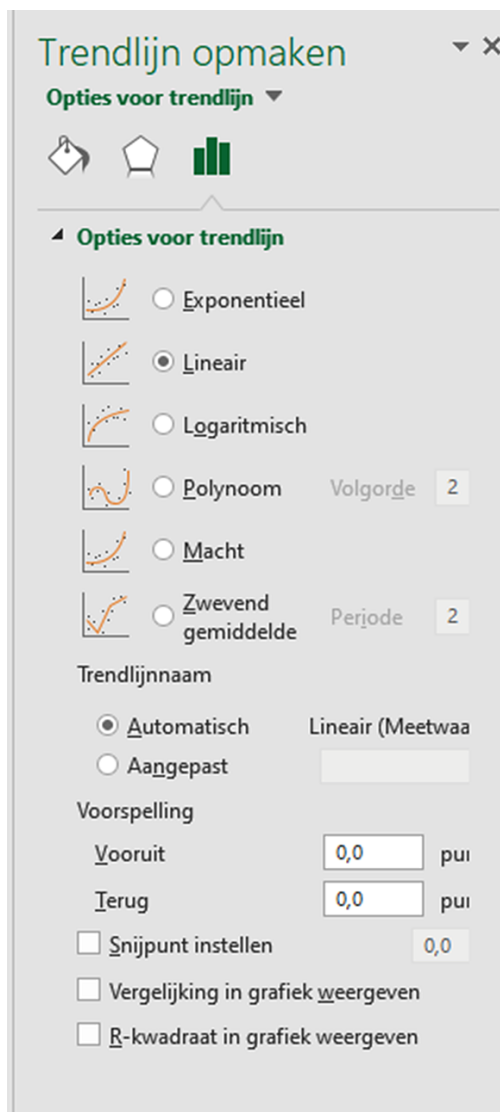 Trendlijn opmaken
Opties voor trendlijn
Opties voor trendlijn
Exponentieel
Lineair
Logaritmisch
Polynoom Volgorde 2
Macht
Zwevend
gemiddelde Periode 2
Trendlijnnaam
Automatisch Lineair (Meetwaa
Aangepast
Voorspelling
Vooruit 0,0 pui
Terug 0,0 pui
Snijpunt instellen 0,0
Vergelijking in grafiek weergeven
R-kwadraat in grafiek weergeven